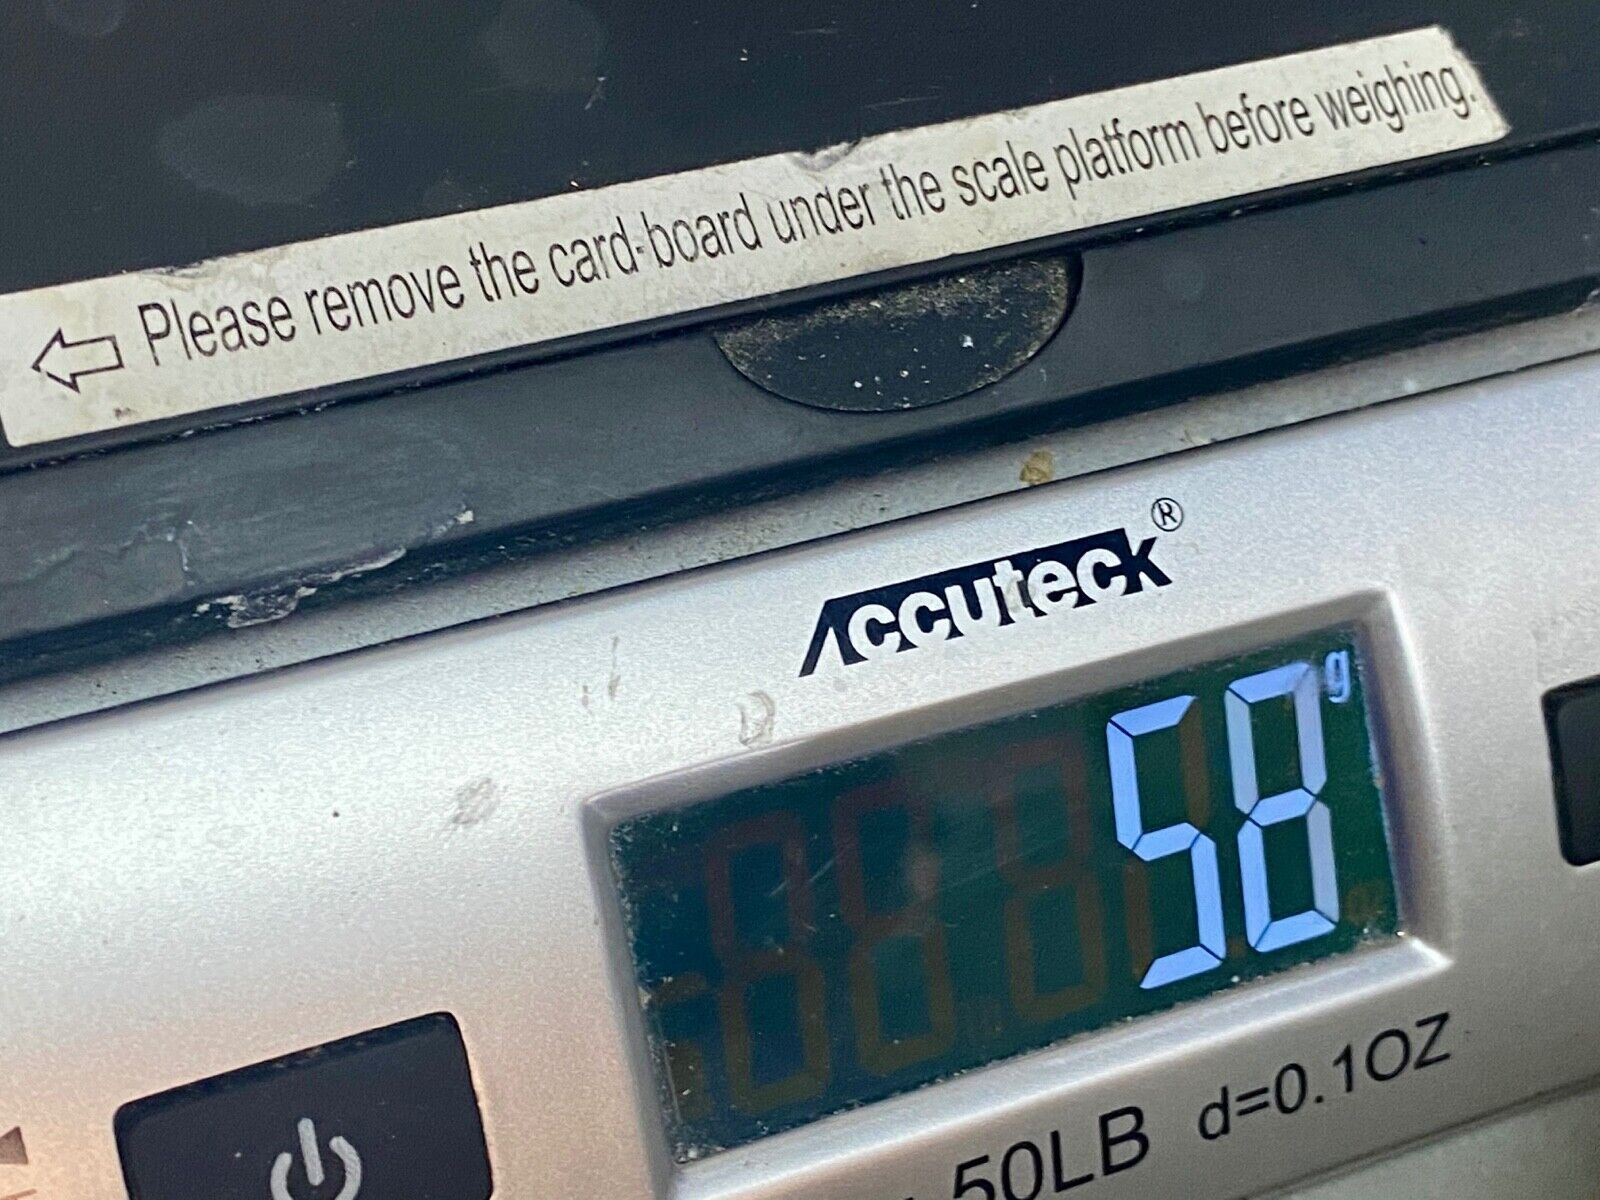 Please remove the card-board under the scale platform before weighing.
Accuteck®
58 g
50LB d=0.1OZ